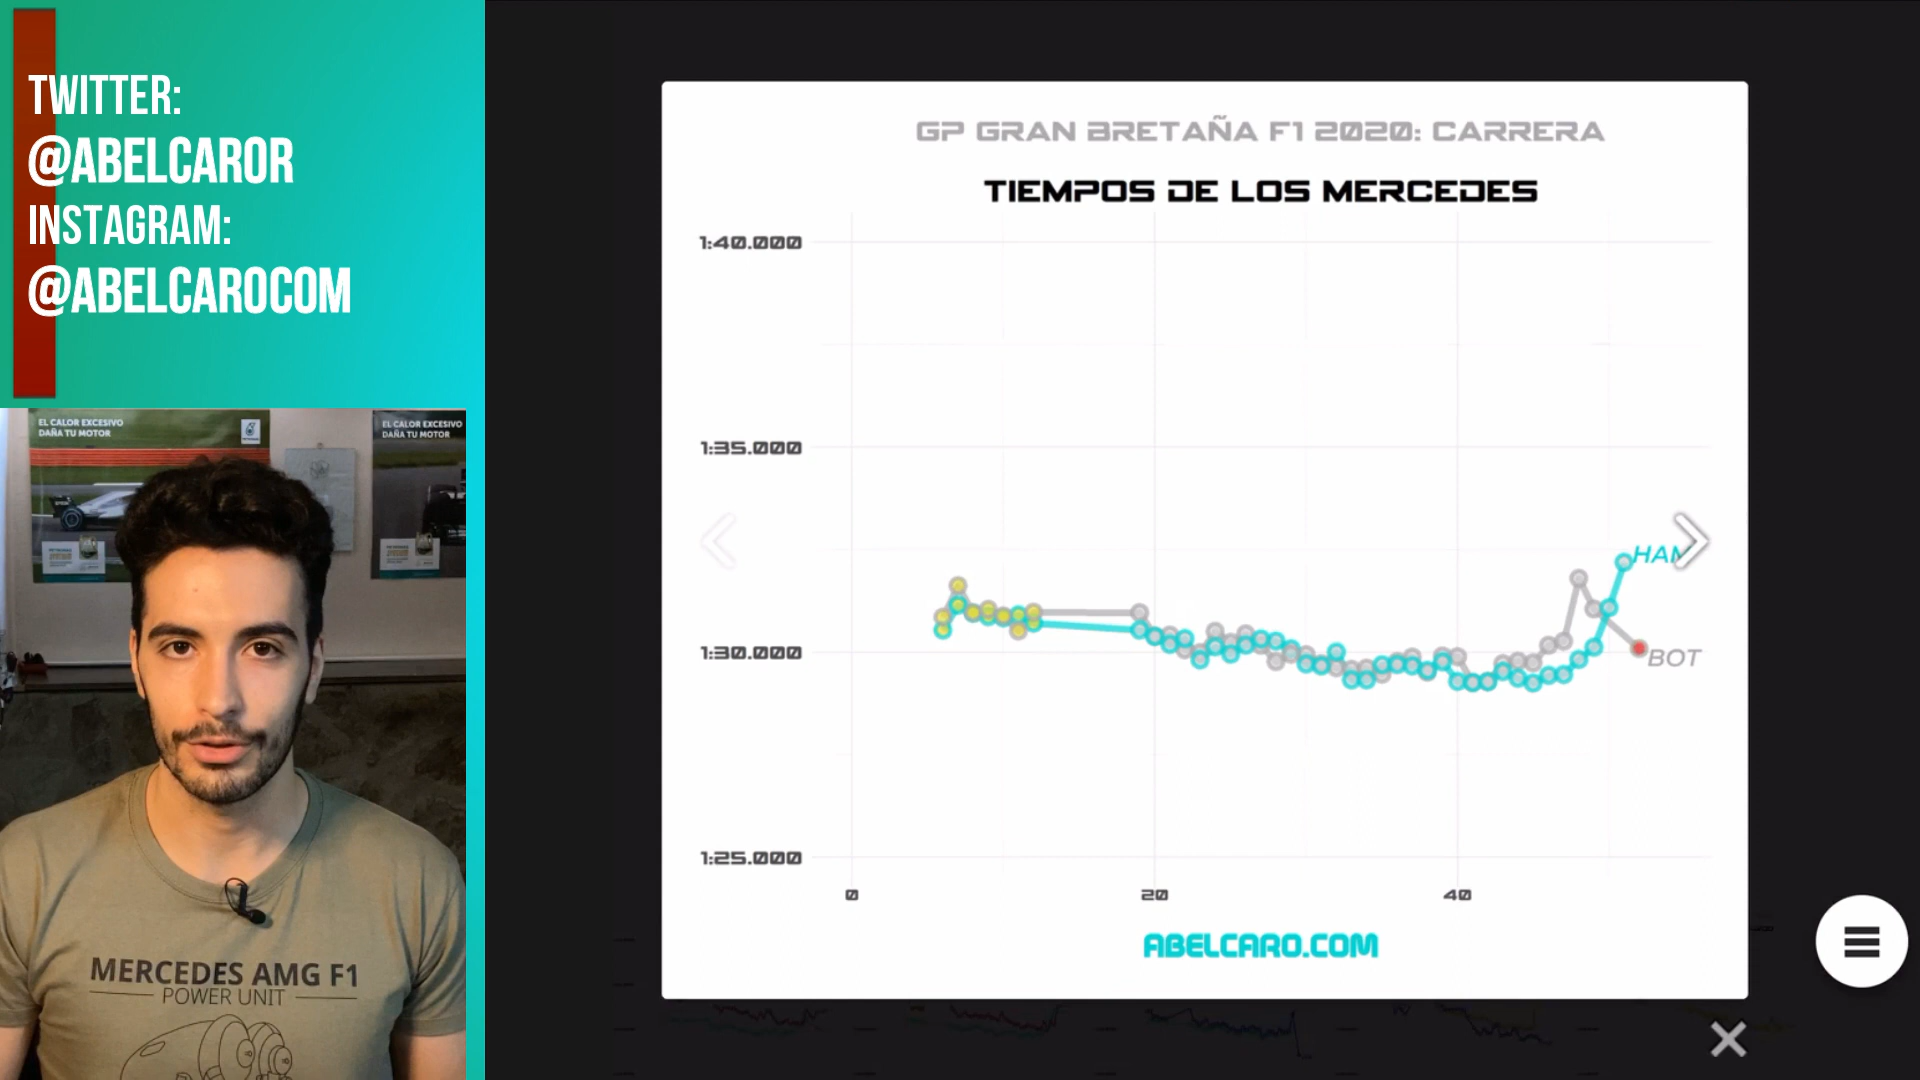 TWITTER:
@ABELCAROR
INSTAGRAM:
@ABELCAROCOM
EL CALOR EXCESIVO
DAÑA TU MOTOR
EL CALOR EXCESIVO
DAÑA TU MOTOR
MERCEDES AMG F1
POWER UNIT
GP GRAN BRETAÑA F1 2020: CARRERA
TIEMPOS DE LOS MERCEDES
1:40.000
1:35.000
1:30.000
1:25.000
HAM
BOT
0
20
40
ABELCARO.COM